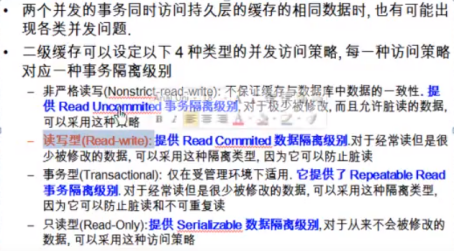 • 两个并发的事务同时访问持久层的缓存的相同数据时, 也有可能出
现各类并发问题.
• 二级缓存可以设定以下 4 种类型的并发访问策略, 每一种访问策略
对应一种事务隔离级别
– 非严格读写(Nonstrict-read-write): 不保证缓存与数据库中数据的一致性. 提
供 Read Uncommited 事务隔离级别, 对于极少被修改, 而且允许脏读的数据,
可以采用这种策略
– 读写型(Read-write): 提供 Read Commited 数据隔离级别.对于经常读但是很
少被修改的数据, 可以采用这种隔离类型, 因为它可以防止脏读
– 事务型(Transactional): 仅在受管理环境下适用. 它提供了 Repeatable Read
事务隔离级别. 对于经常读但是很少被修改的数据, 可以采用这种隔离类型,
因为它可以防止脏读和不可重复读
– 只读型(Read-Only): 提供 Serializable 数据隔离级别, 对于从来不会被修改的
数据, 可以采用这种访问策略